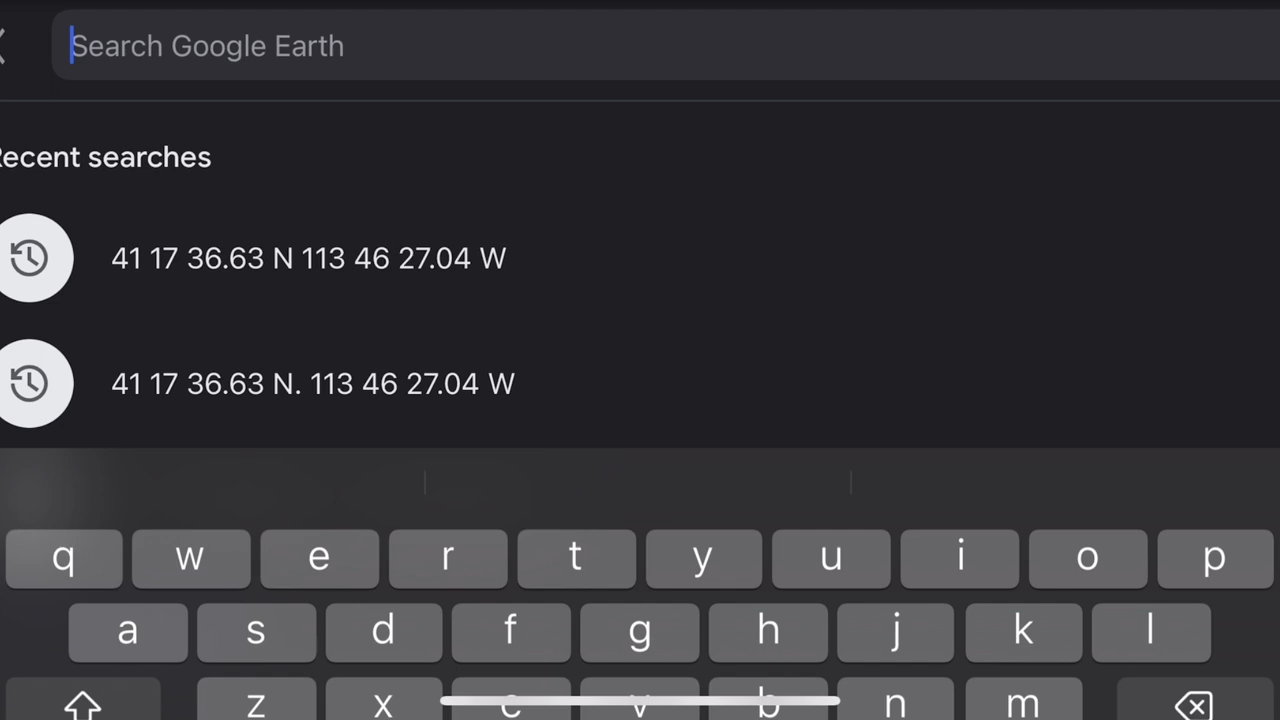 Search Google Earth
Recent searches
41 17 36.63 N 113 46 27.04 W
41 17 36.63 N. 113 46 27.04 W
q w e r t y u i o p
a s d f g h j k l
z x c v b n m